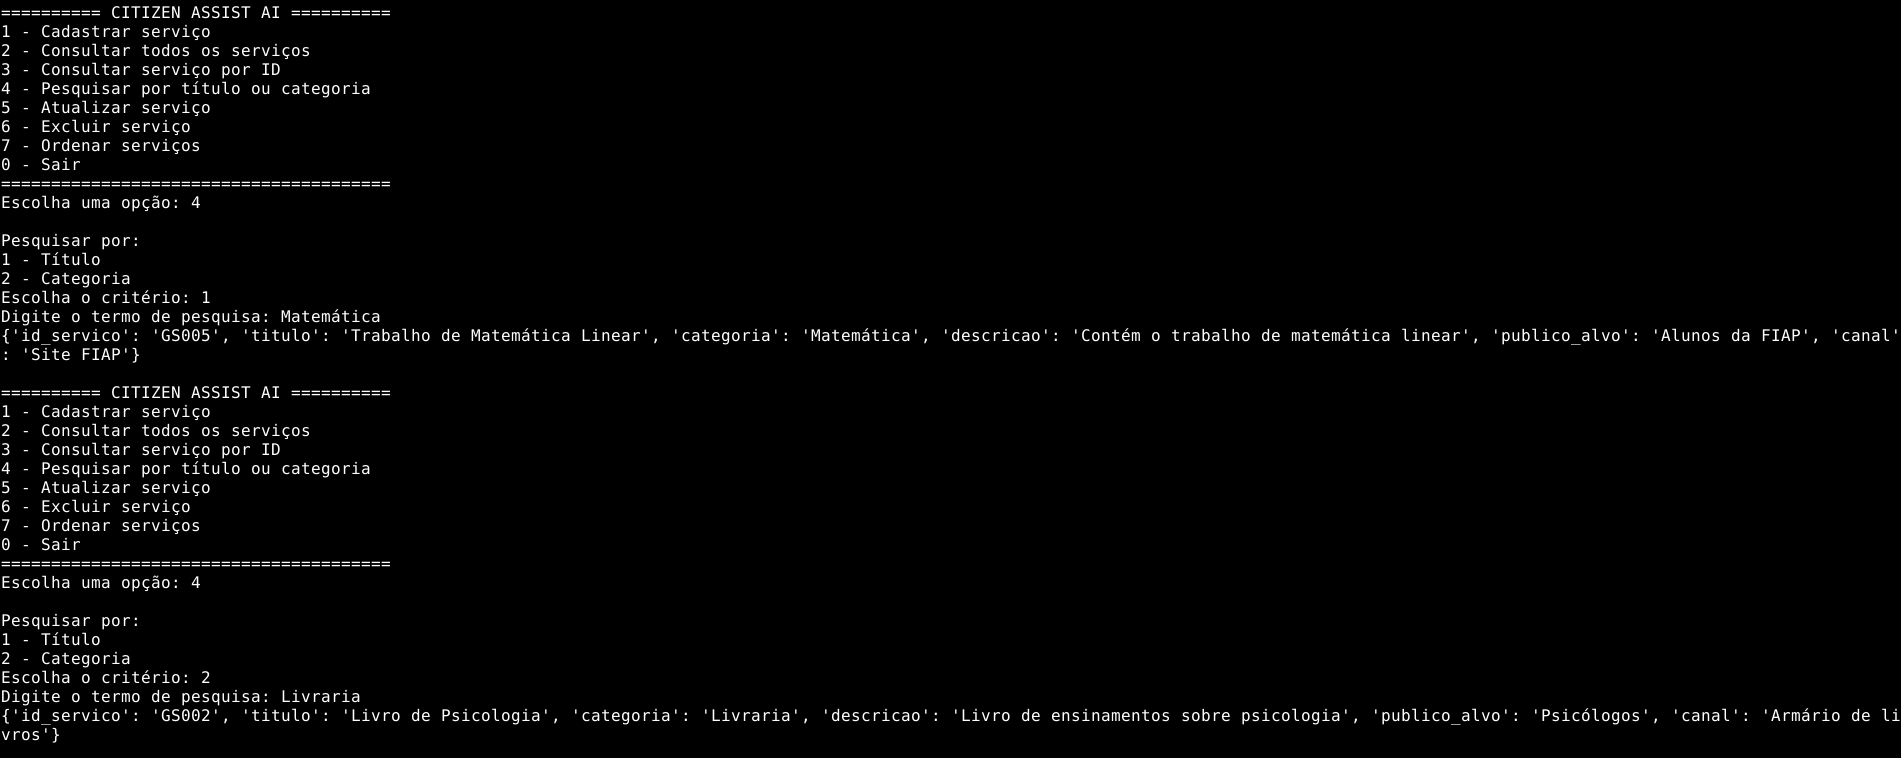 ========== CITIZEN ASSIST AI ==========
1 - Cadastrar serviço
2 - Consultar todos os serviços
3 - Consultar serviço por ID
4 - Pesquisar por título ou categoria
5 - Atualizar serviço
6 - Excluir serviço
7 - Ordenar serviços
0 - Sair
=======================================
Escolha uma opção: 4

Pesquisar por:
1 - Título
2 - Categoria
Escolha o critério: 1
Digite o termo de pesquisa: Matemática
{'id_servico': 'GS005', 'titulo': 'Trabalho de Matemática Linear', 'categoria': 'Matemática', 'descricao': 'Contém o trabalho de matemática linear', 'publico_alvo': 'Alunos da FIAP', 'canal'
: 'Site FIAP'}

========== CITIZEN ASSIST AI ==========
1 - Cadastrar serviço
2 - Consultar todos os serviços
3 - Consultar serviço por ID
4 - Pesquisar por título ou categoria
5 - Atualizar serviço
6 - Excluir serviço
7 - Ordenar serviços
0 - Sair
=======================================
Escolha uma opção: 4

Pesquisar por:
1 - Título
2 - Categoria
Escolha o critério: 2
Digite o termo de pesquisa: Livraria
{'id_servico': 'GS002', 'titulo': 'Livro de Psicologia', 'categoria': 'Livraria', 'descricao': 'Livro de ensinamentos sobre psicologia', 'publico_alvo': 'Psicólogos', 'canal': 'Armário de li
vros'}